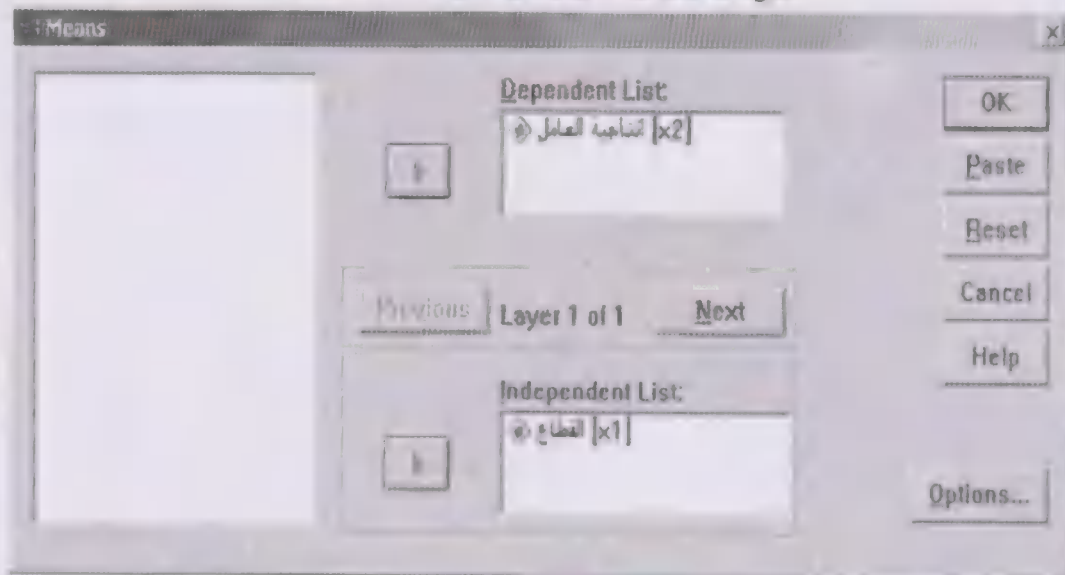 Means
Dependent List:
انتاجية العامل [x2]
OK
Paste
Reset
Previous
Layer 1 of 1
Next
Cancel
Help
Independent List:
القطاع [x1]
Options...